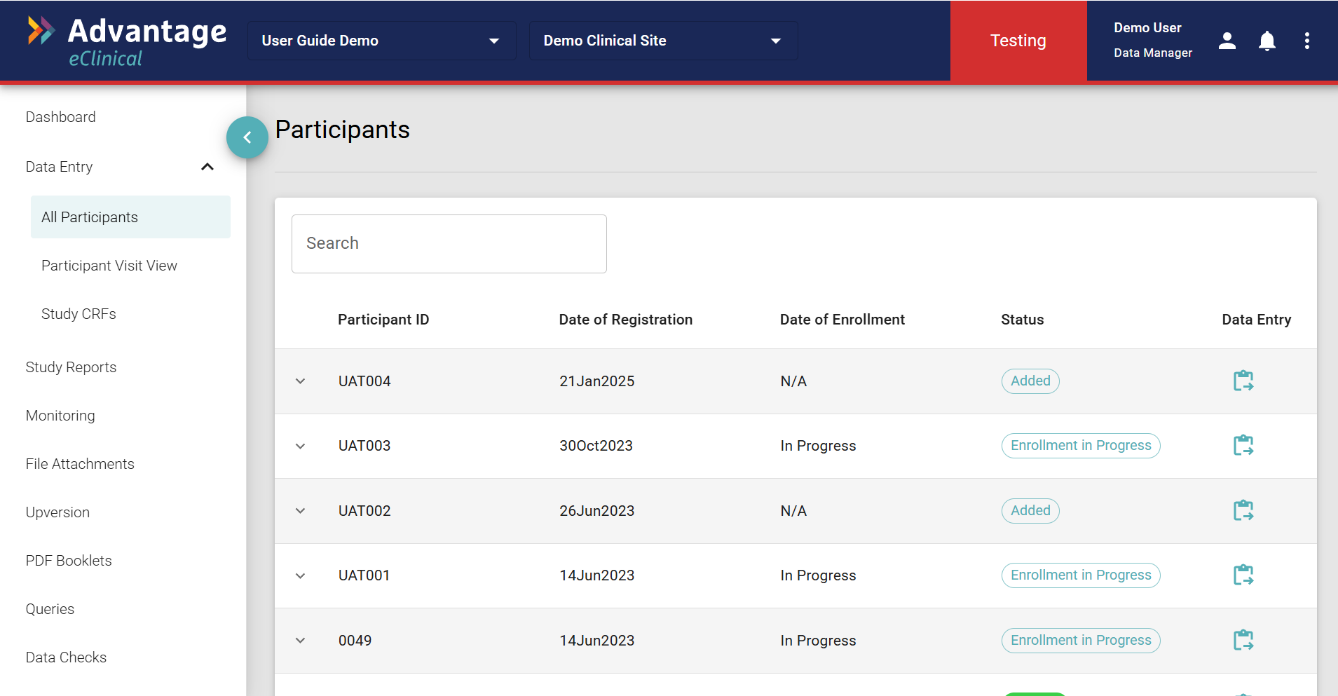 Advantage
eClinical
User Guide Demo
Demo Clinical Site
Testing
Demo User
Data Manager
Dashboard
Data Entry
All Participants
Participant Visit View
Study CRFs
Study Reports
Monitoring
File Attachments
Upversion
PDF Booklets
Queries
Data Checks
Participants
Search
Participant ID Date of Registration Date of Enrollment Status Data Entry
UAT004 21Jan2025 N/A Added
UAT003 30Oct2023 In Progress Enrollment in Progress
UAT002 26Jun2023 N/A Added
UAT001 14Jun2023 In Progress Enrollment in Progress
0049 14Jun2023 In Progress Enrollment in Progress